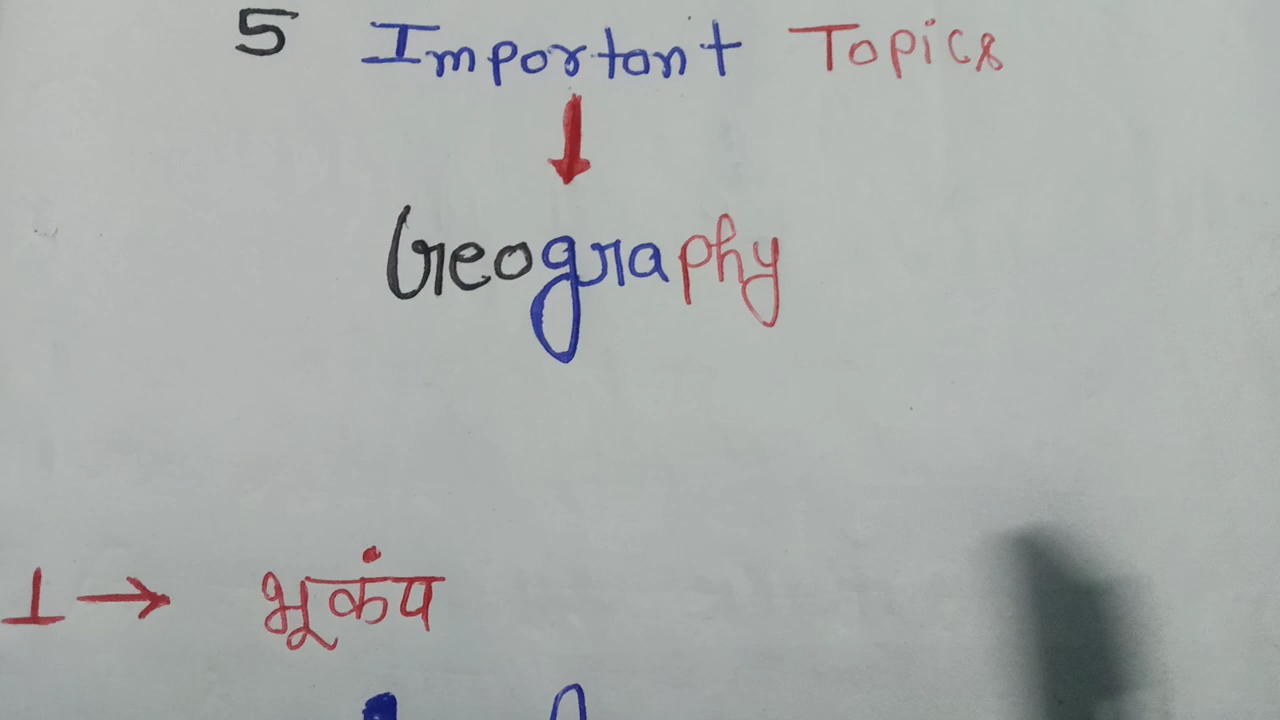 5 Important Topics
Geography
1 → भूकंप